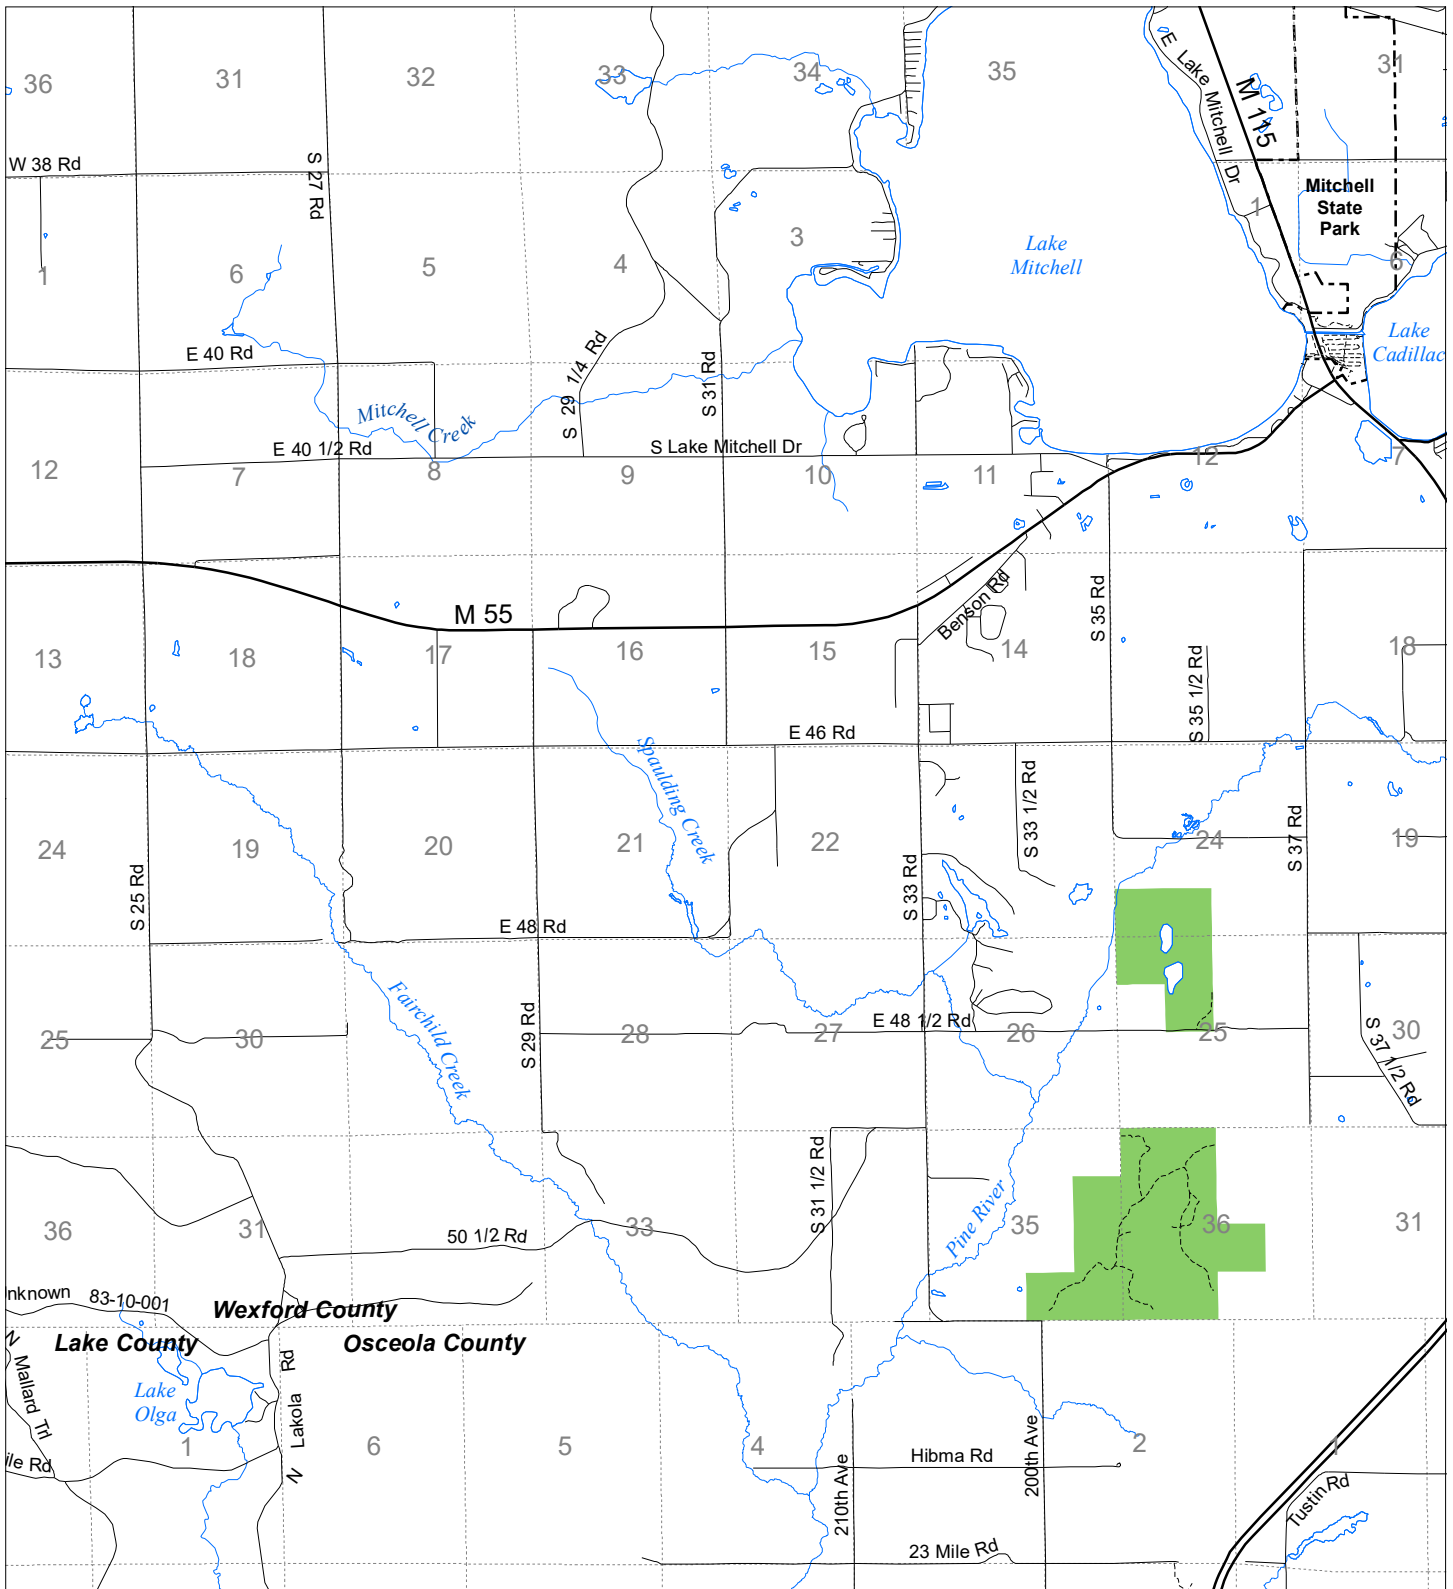 36
31
32
33
34
35
31
E Lake Mitchell Dr
M 115
W 38 Rd
S 27 Rd
Mitchell
State
Park
1
6
5
4
3
1
6
Lake
Mitchell
Lake
Cadillac
E 40 Rd
S 29 1/4 Rd
S 31 Rd
Mitchell Creek
E 40 1/2 Rd
S Lake Mitchell Dr
12
7
8
9
10
11
12
7
M 55
Benson Rd
S 35 Rd
13
18
17
16
15
14
18
S 35 1/2 Rd
E 46 Rd
Spaulding Creek
S 33 1/2 Rd
24
19
20
21
22
24
19
S 25 Rd
S 33 Rd
S 37 Rd
E 48 Rd
Fairchild Creek
S 29 Rd
E 48 1/2 Rd
25
30
28
27
26
25
30
S 37 1/2 Rd
S 31 1/2 Rd
Pine River
36
31
33
35
36
31
50 1/2 Rd
83-10-001
Wexford County
Lake County
Osceola County
N Mallard Trl
Lake
Olga
N Lakola Rd
1
6
5
4
2
1
ile Rd
Hibma Rd
210th Ave
200th Ave
Tustin Rd
23 Mile Rd
nknown